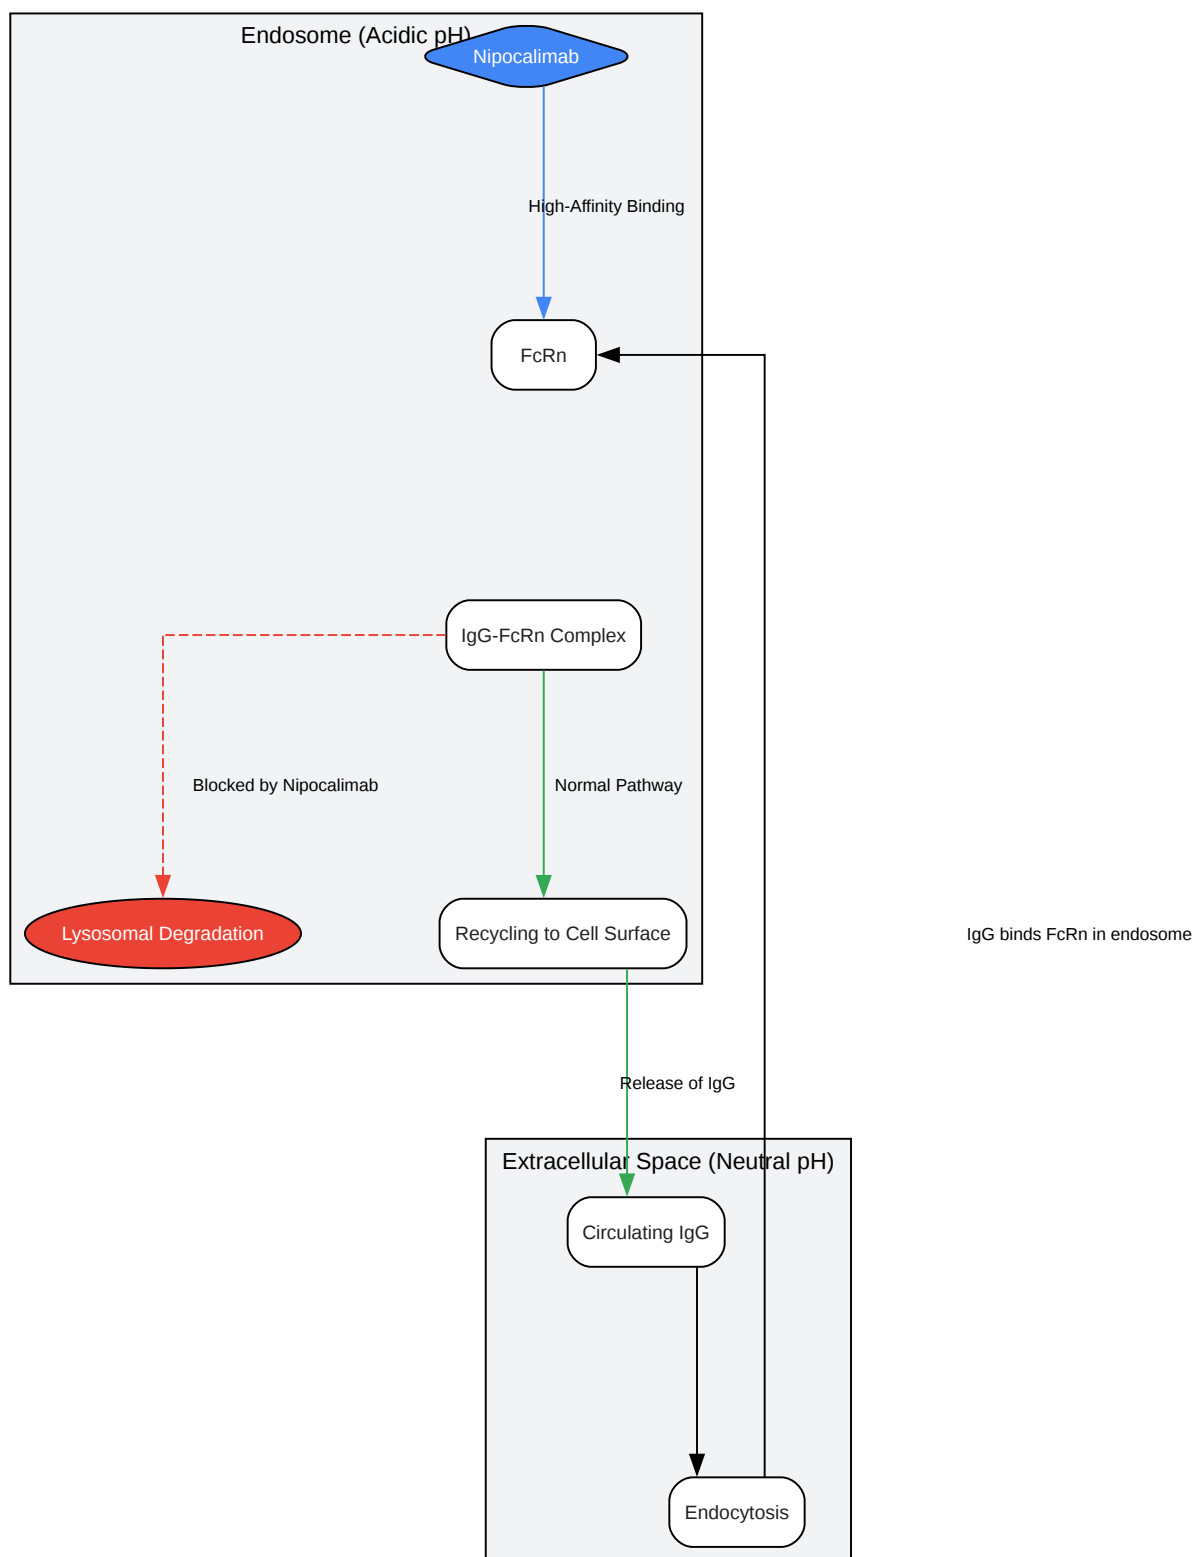 Endosome (Acidic pH)
Nipocalimab
High-Affinity Binding
FcRn
IgG-FcRn Complex
Blocked by Nipocalimab
Normal Pathway
Lysosomal Degradation
Recycling to Cell Surface
IgG binds FcRn in endosome
Release of IgG
Extracellular Space (Neutral pH)
Circulating IgG
Endocytosis